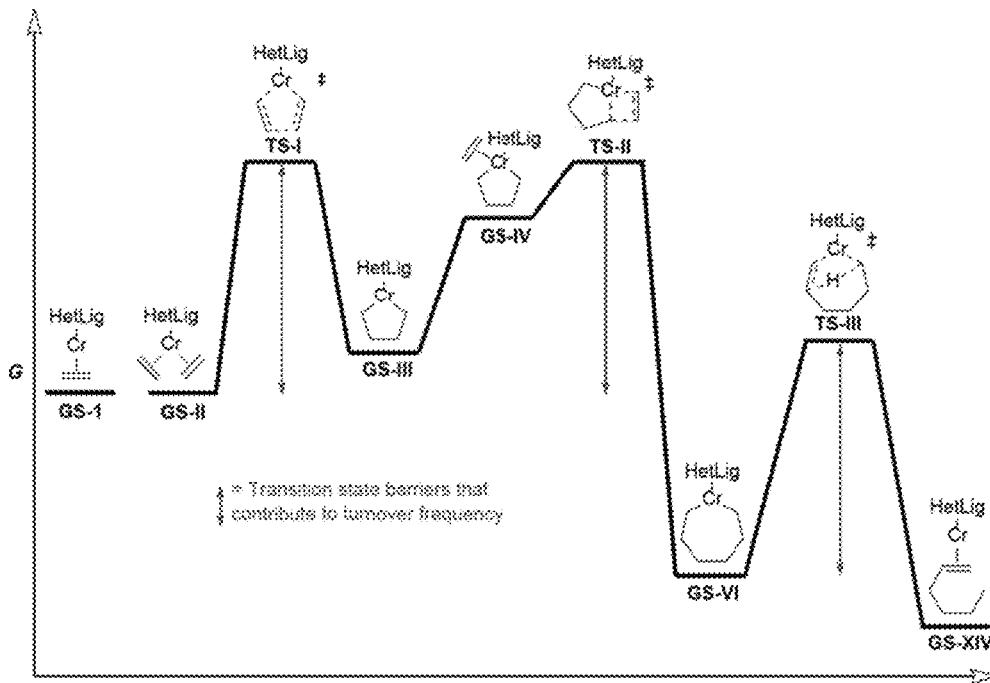 HetLig
Cr
‡
TS-I
HetLig
Cr
‡
TS-II
HetLig
Cr
GS-IV
HetLig
Cr
H
‡
TS-III
HetLig
Cr
GS-III
HetLig
Cr
GS-1
HetLig
Cr
GS-II
G
= Transition state barriers that
contribute to turnover frequency
HetLig
Cr
GS-VI
HetLig
Cr
GS-XIV